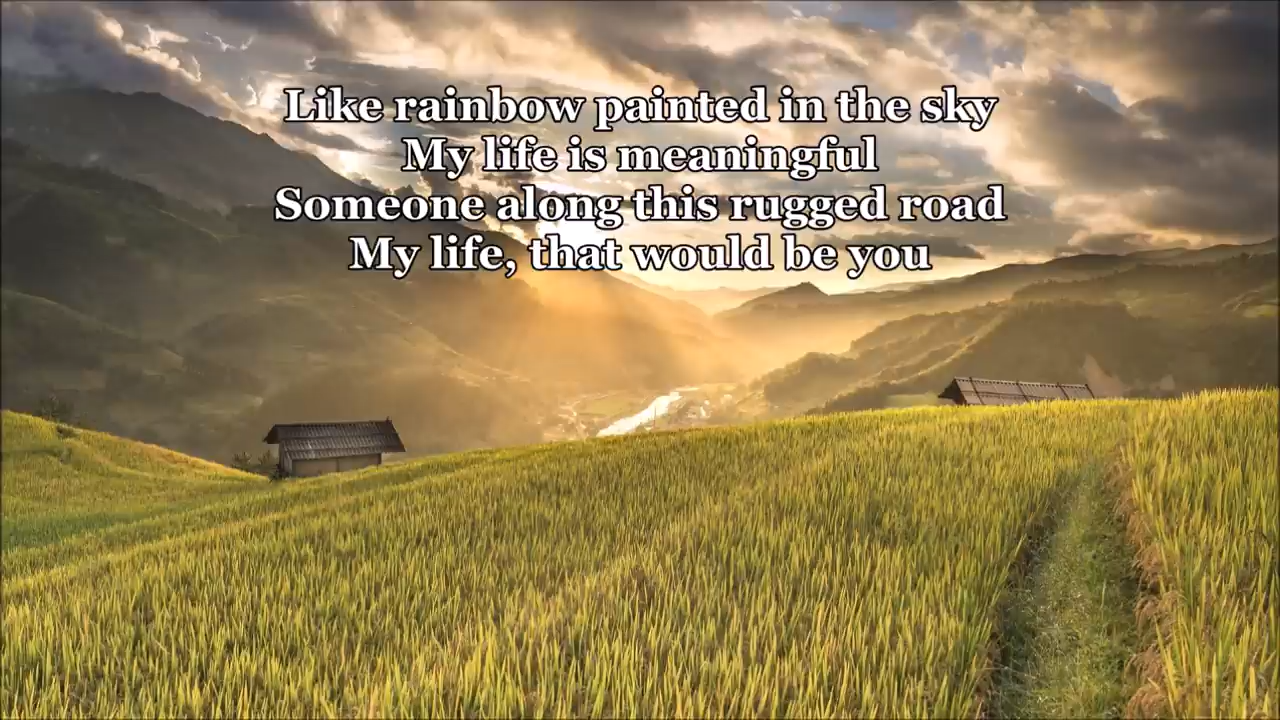 Like rainbow painted in the sky
My life is meaningful
Someone along this rugged road
My life, that would be you